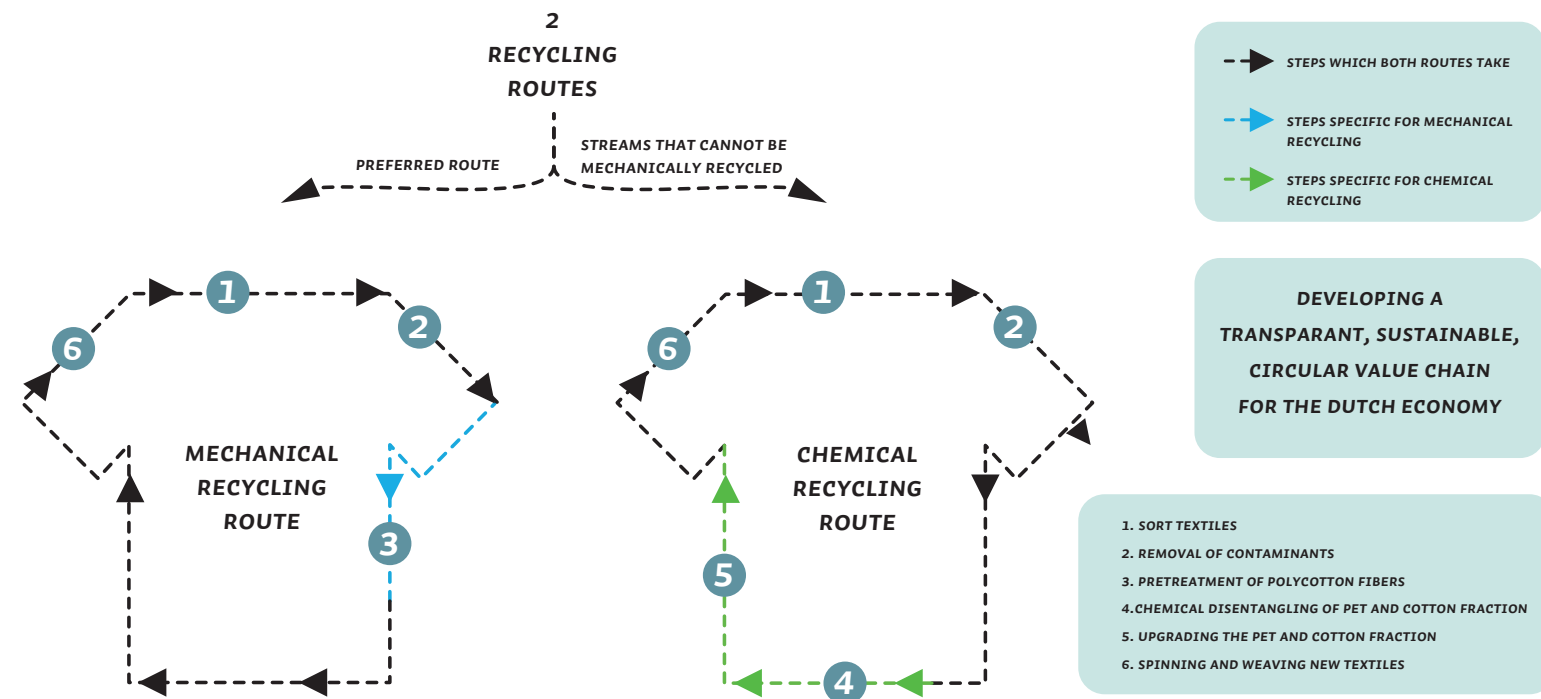 2
RECYCLING
ROUTES
PREFERRED ROUTE
STREAMS THAT CANNOT BE
MECHANICALLY RECYCLED
STEPS WHICH BOTH ROUTES TAKE
STEPS SPECIFIC FOR MECHANICAL
RECYCLING
STEPS SPECIFIC FOR CHEMICAL
RECYCLING
1
2
6
MECHANICAL
RECYCLING
ROUTE
3
1
2
6
CHEMICAL
RECYCLING
ROUTE
5
4
DEVELOPING A
TRANSPARANT, SUSTAINABLE,
CIRCULAR VALUE CHAIN
FOR THE DUTCH ECONOMY
1. SORT TEXTILES
2. REMOVAL OF CONTAMINANTS
3. PRETREATMENT OF POLYCOTTON FIBERS
4.CHEMICAL DISENTANGLING OF PET AND COTTON FRACTION
5. UPGRADING THE PET AND COTTON FRACTION
6. SPINNING AND WEAVING NEW TEXTILES